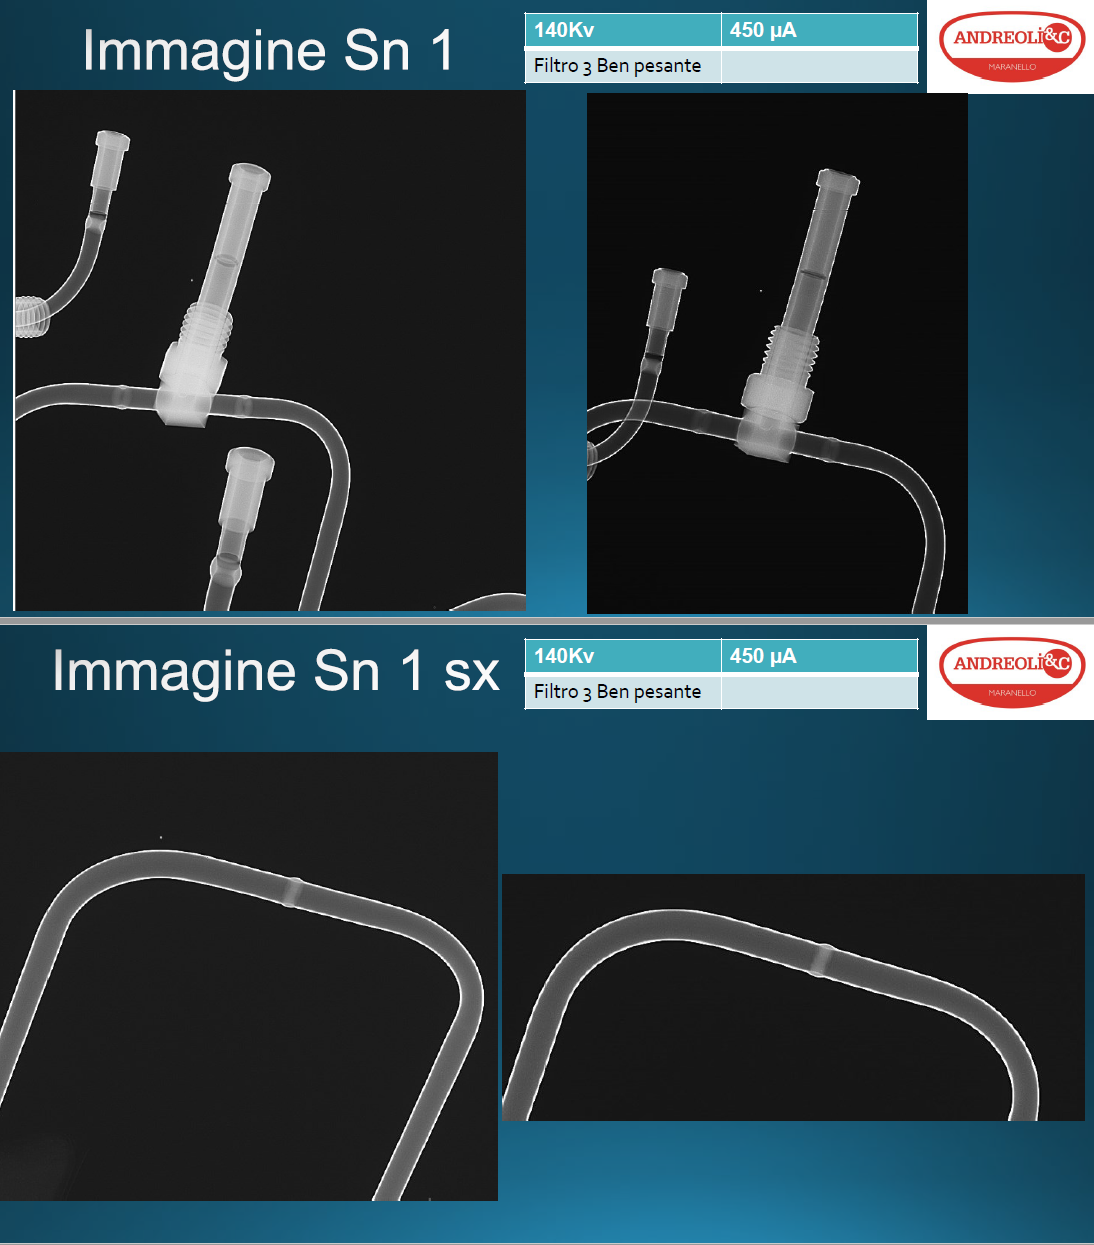 Immagine Sn 1
140Kv 450 µA
Filtro 3 Ben pesante
ANDREOLI&C
MARANELLO
Immagine Sn 1 sx
140Kv 450 µA
Filtro 3 Ben pesante
ANDREOLI&C
MARANELLO